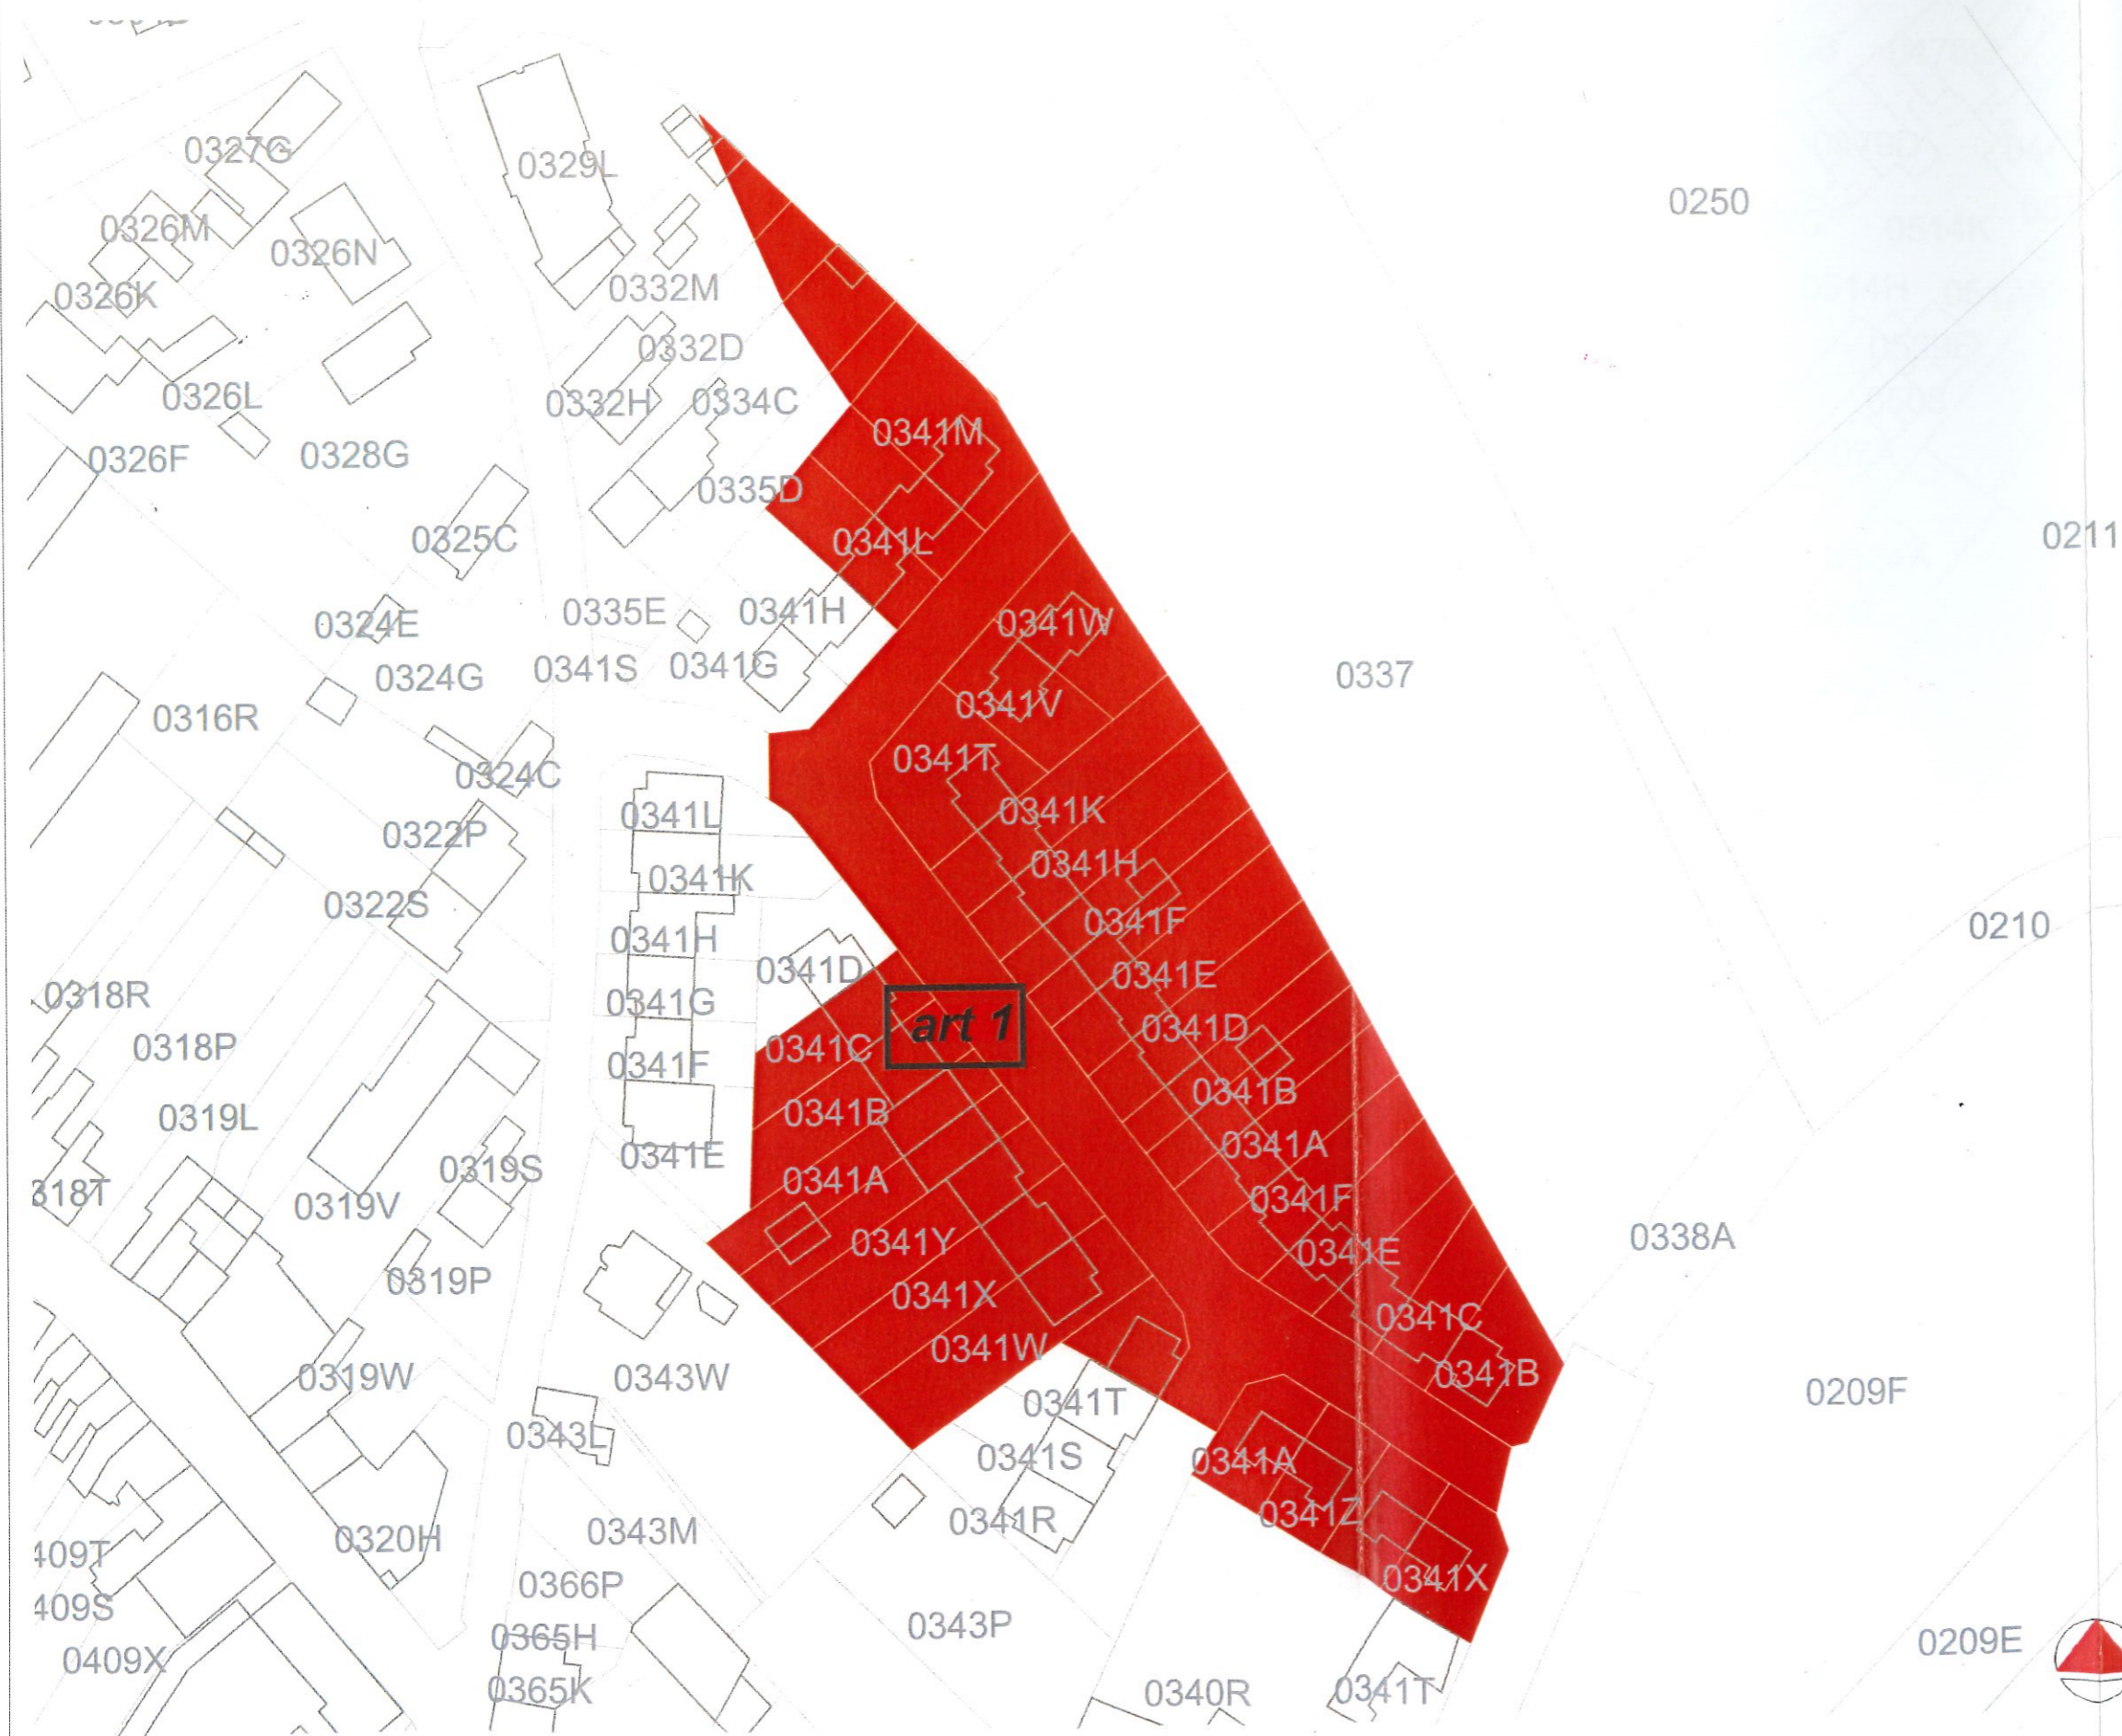 0327G
0329L
0250
0326M
0326N
0332M
0326K
0332D
0326L
0332H
0334C
0341M
0326F
0328G
0335D
0211
0325C
0341L
0324E
0335E
0341H
0341W
0324G
0341S
0341G
0337
0316R
0341V
0341T
0324C
0341L
0341K
0322P
0341H
0341K
0322S
0341F
0210
0341H
0341D
0341E
0318R
0341G
art 1
0341D
0318P
0341C
0341F
0341B
0319L
0341B
0341A
0319S
0341E
0341A
318T
0319V
0341F
0338A
0341Y
0341E
0319P
0341X
0341C
0319W
0343W
0341W
0341B
0209F
0341T
0343L
0341S
0341A
0341Z
0341R
0320H
0343M
409T
0341X
0366P
409S
0343P
0365H
0209E
0409X
0365K
0340R
0341T